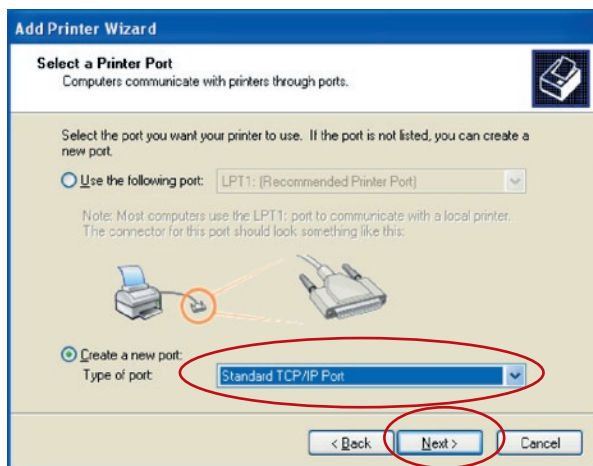 Add Printer Wizard
Select a Printer Port
Computers communicate with printers through ports.
Select the port you want your printer to use. If the port is not listed, you can create a
new port.
Use the following port: LPT1: (Recommended Printer Port)
Note: Most computers use the LPT1: port to communicate with a local printer.
The connector for this port should look something like this:
Create a new port:
Type of port: Standard TCP/IP Port
< Back Next > Cancel